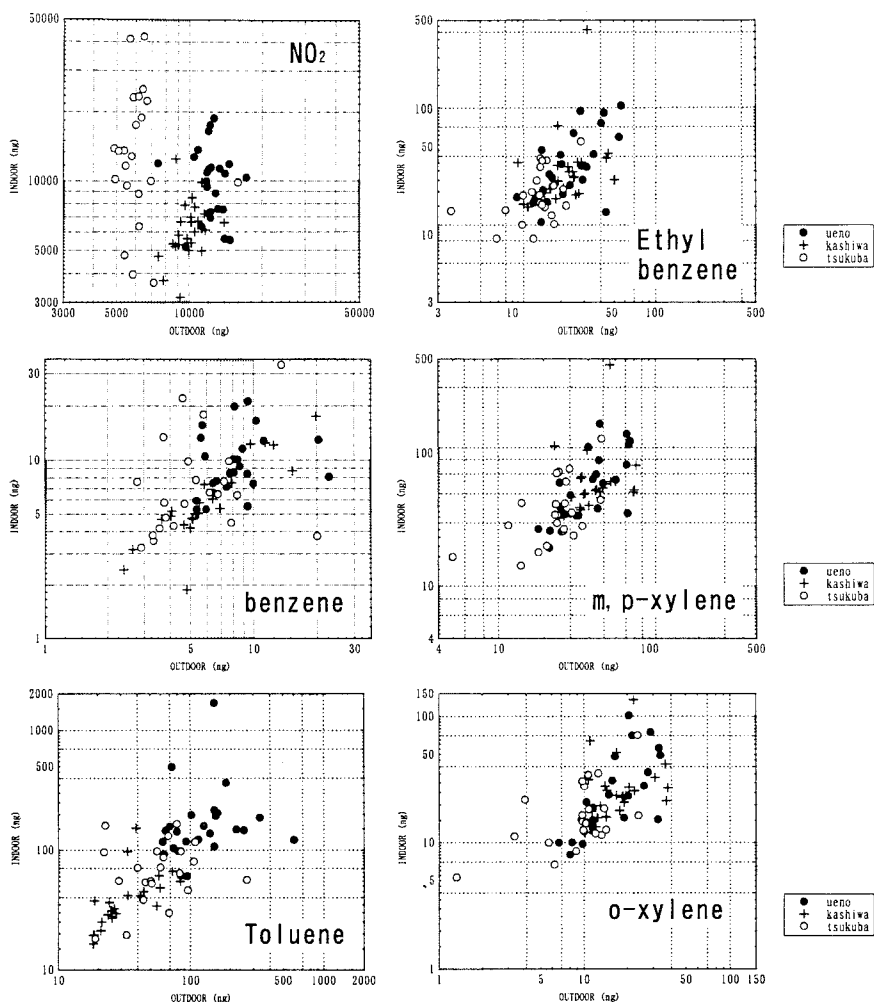 50000
NO2
INDOOR (ng)
10000
5000
3000
3000
5000
10000
50000
OUTDOOR (ng)
500
100
50
INDOOR (ng)
10
Ethyl
benzene
3
3
10
50
100
500
OUTDOOR (ng)
● ueno
+ kashiwa
○ tsukuba
30
10
INDOOR (ng)
5
benzene
1
1
5
10
30
OUTDOOR (ng)
500
100
INDOOR (ng)
10
m, p-xylene
4
4
10
50
100
500
OUTDOOR (ng)
● ueno
+ kashiwa
○ tsukuba
2000
1000
500
INDOOR (ng)
100
Toluene
10
10
50
100
500
1000
2000
OUTDOOR (ng)
150
100
50
INDOOR (ng)
10
5
o-xylene
1
1
5
10
50
100
150
OUTDOOR (ng)
● ueno
+ kashiwa
○ tsukuba